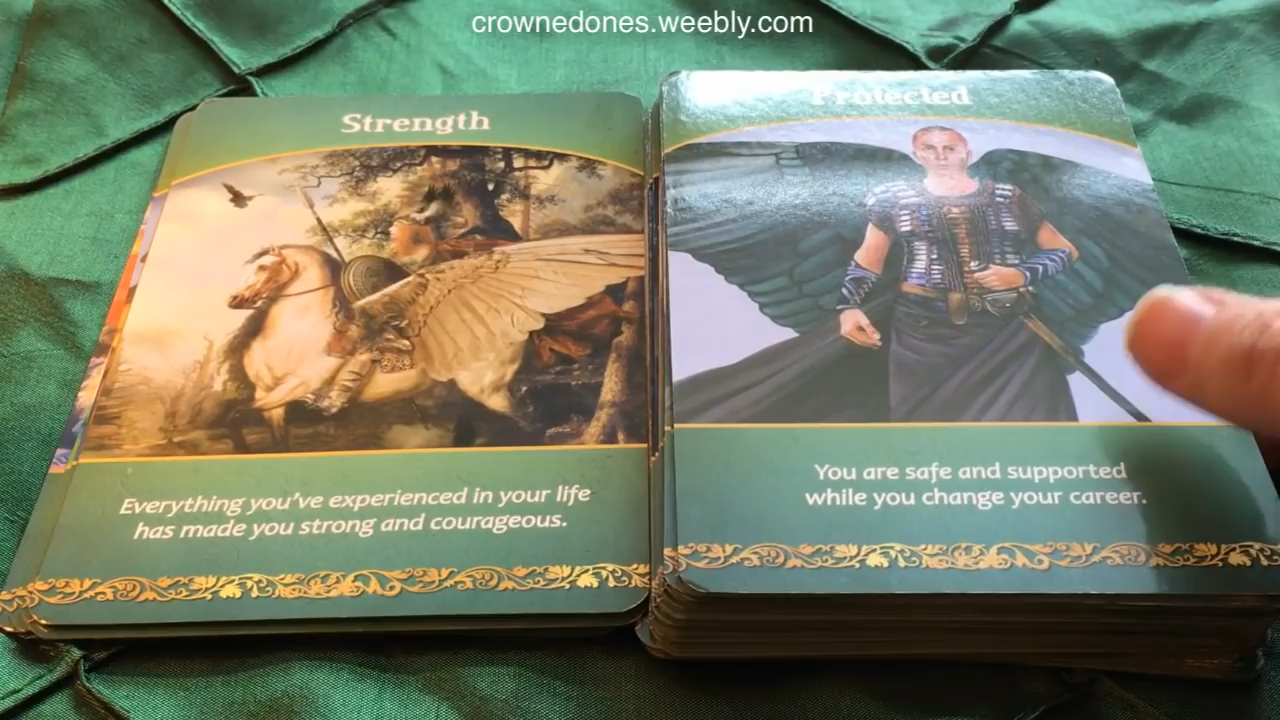 crownedones.weebly.com
Strength
Protected
Everything you've experienced in your life
has made you strong and courageous.
You are safe and supported
while you change your career.